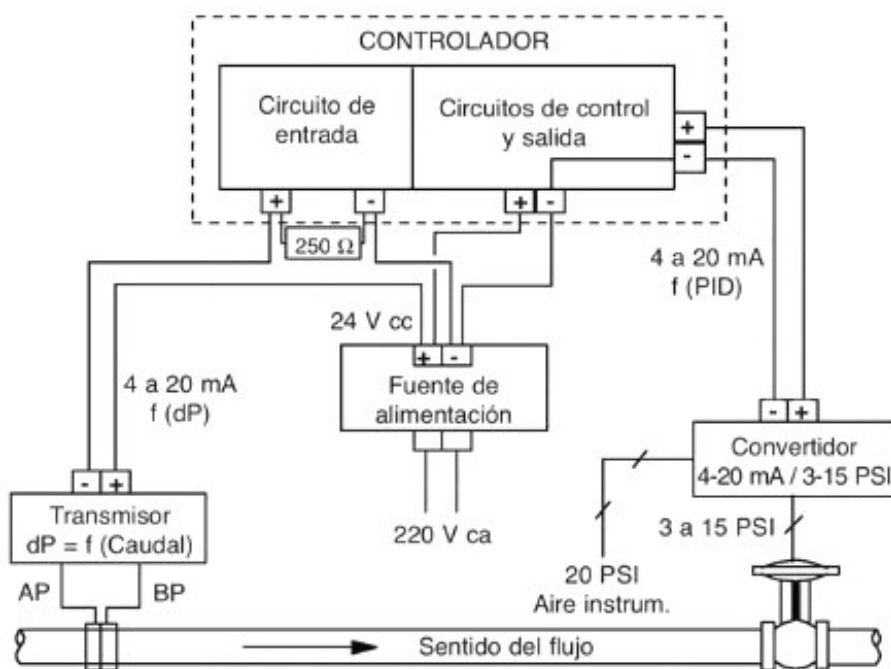 CONTROLADOR
Circuito de
entrada
Circuitos de control
y salida
+
-
+
-
+
-
250 Ω
4 a 20 mA
f (PID)
24 V cc
+
-
Fuente de
alimentación
4 a 20 mA
f (dP)
-
+
Convertidor
4-20 mA / 3-15 PSI
-
+
Transmisor
dP = f (Caudal)
220 V ca
3 a 15 PSI
20 PSI
Aire instrum.
AP
BP
Sentido del flujo